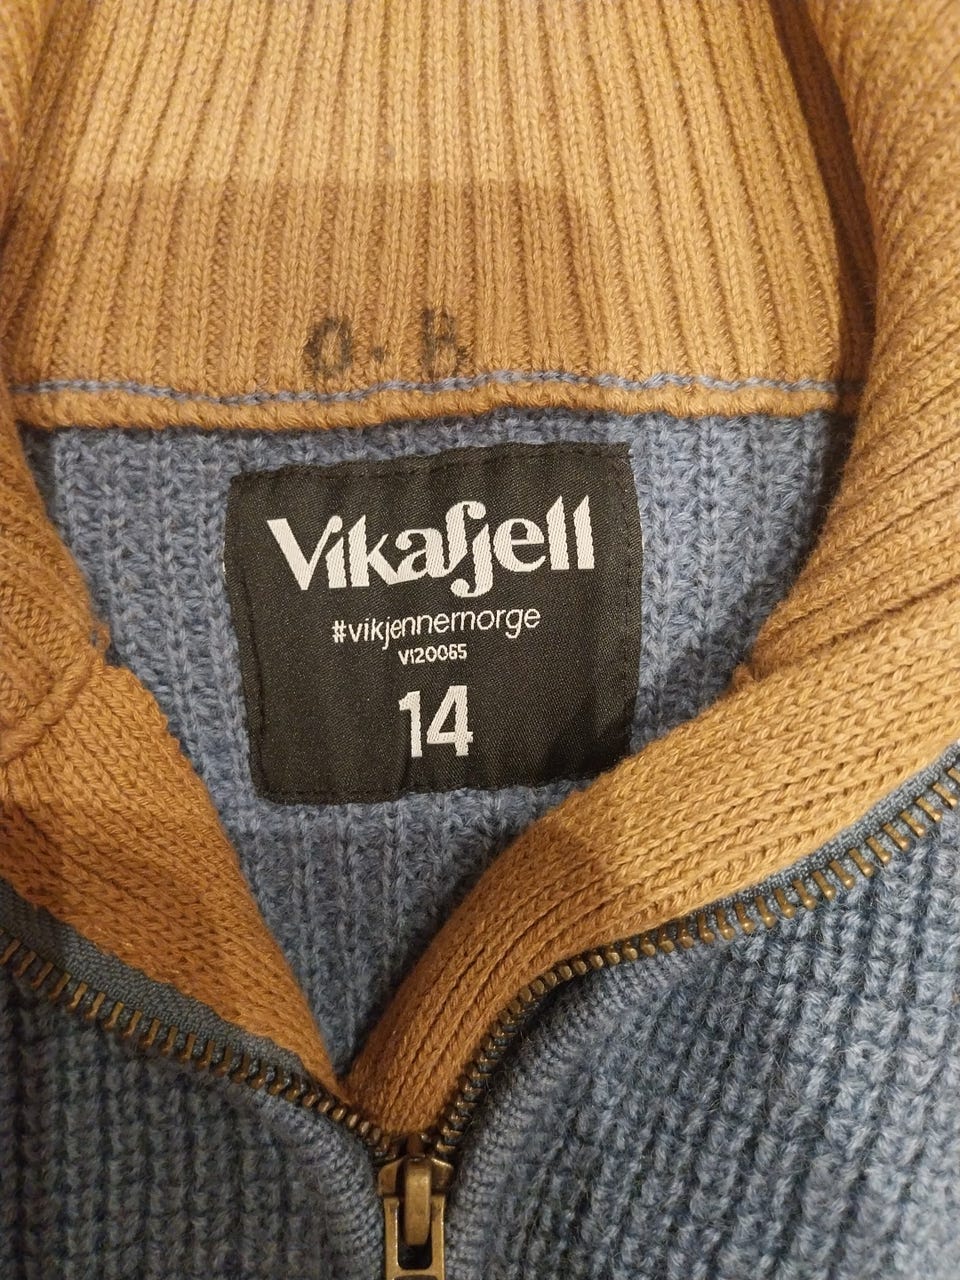 O. B
Vikafjell
#vikjennernorge
V120065
14